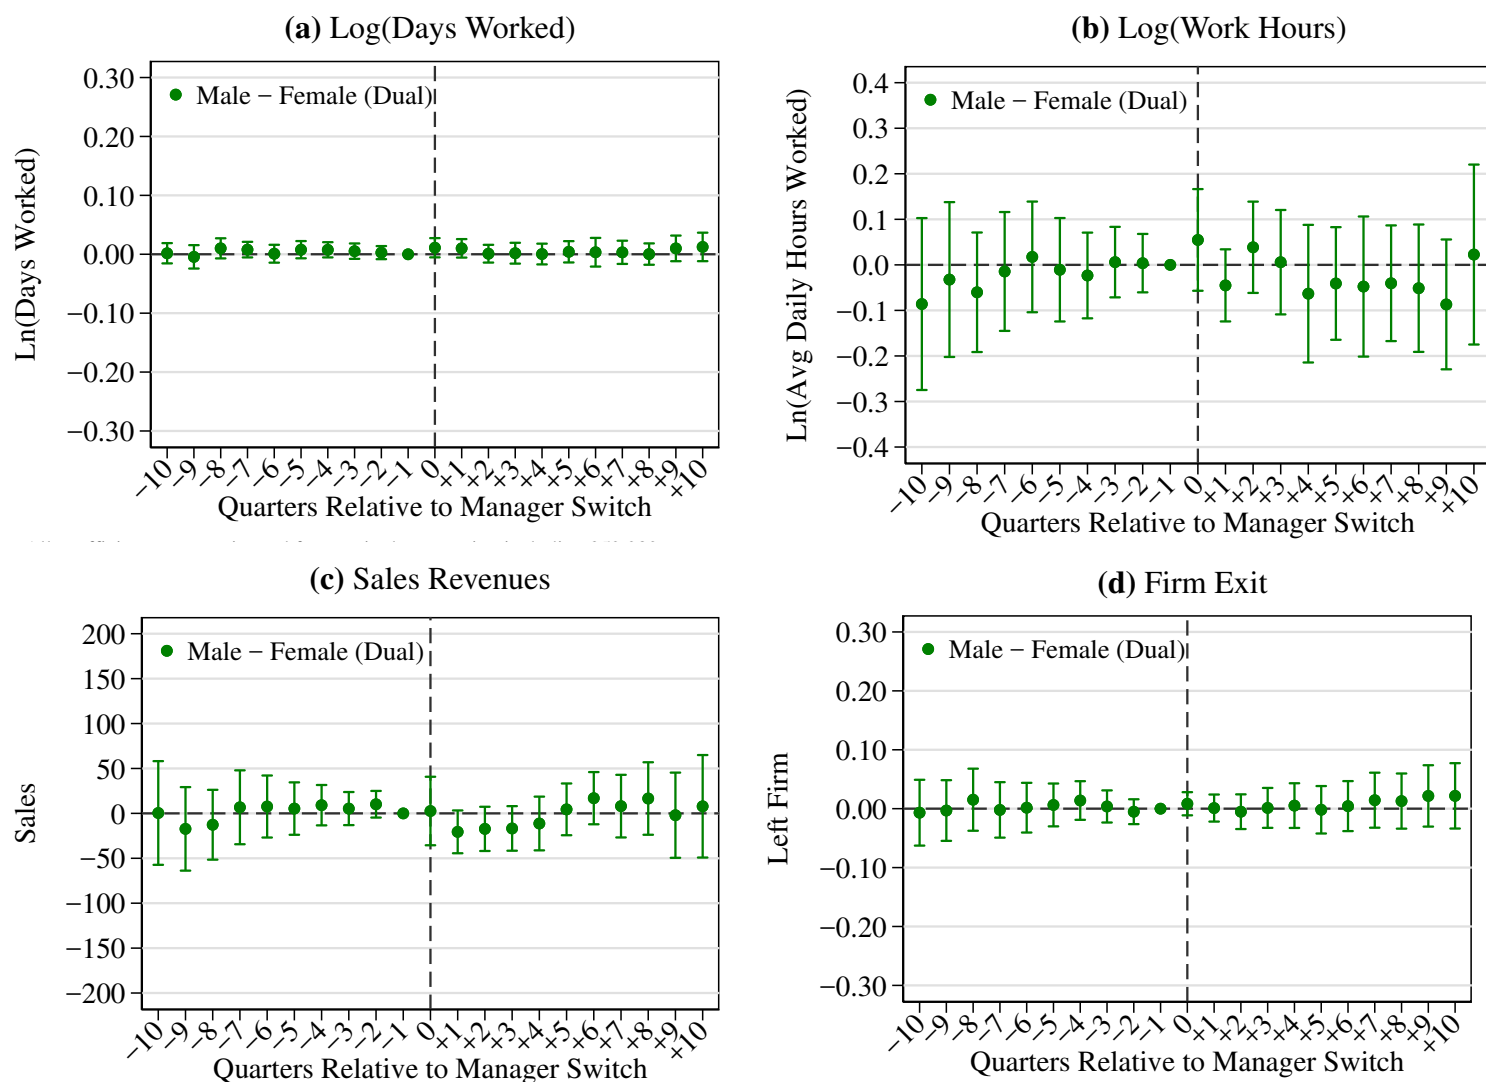 (a) Log(Days Worked)
Ln(Days Worked)
0.30
0.20
0.10
0.00
−0.10
−0.20
−0.30
Male − Female (Dual)
−10 −9 −8 −7 −6 −5 −4 −3 −2 −1 0 +1 +2 +3 +4 +5 +6 +7 +8 +9 +10
Quarters Relative to Manager Switch
(b) Log(Work Hours)
Ln(Avg Daily Hours Worked)
0.4
0.3
0.2
0.1
0.0
−0.1
−0.2
−0.3
−0.4
Male − Female (Dual)
−10 −9 −8 −7 −6 −5 −4 −3 −2 −1 0 +1 +2 +3 +4 +5 +6 +7 +8 +9 +10
Quarters Relative to Manager Switch
(c) Sales Revenues
Sales
200
150
100
50
0
−50
−100
−150
−200
Male − Female (Dual)
−10 −9 −8 −7 −6 −5 −4 −3 −2 −1 0 +1 +2 +3 +4 +5 +6 +7 +8 +9 +10
Quarters Relative to Manager Switch
(d) Firm Exit
Left Firm
0.30
0.20
0.10
0.00
−0.10
−0.20
−0.30
Male − Female (Dual)
−10 −9 −8 −7 −6 −5 −4 −3 −2 −1 0 +1 +2 +3 +4 +5 +6 +7 +8 +9 +10
Quarters Relative to Manager Switch